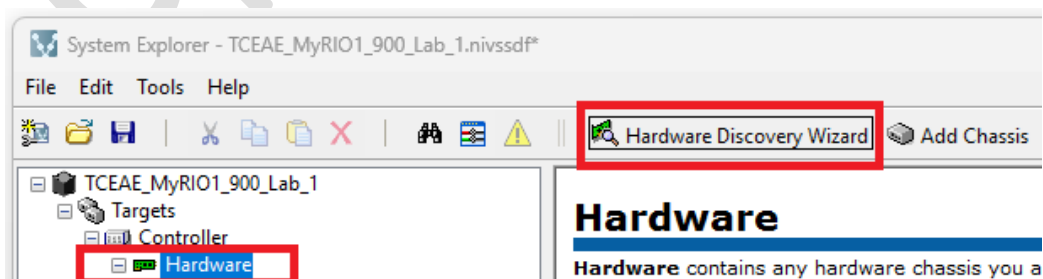 System Explorer - TCEAE_MyRIO1_900_Lab_1.nivssdf*
File Edit Tools Help
Hardware Discovery Wizard Add Chassis
TCEAE_MyRIO1_900_Lab_1
Targets
Controller
Hardware
Hardware
Hardware contains any hardware chassis you a